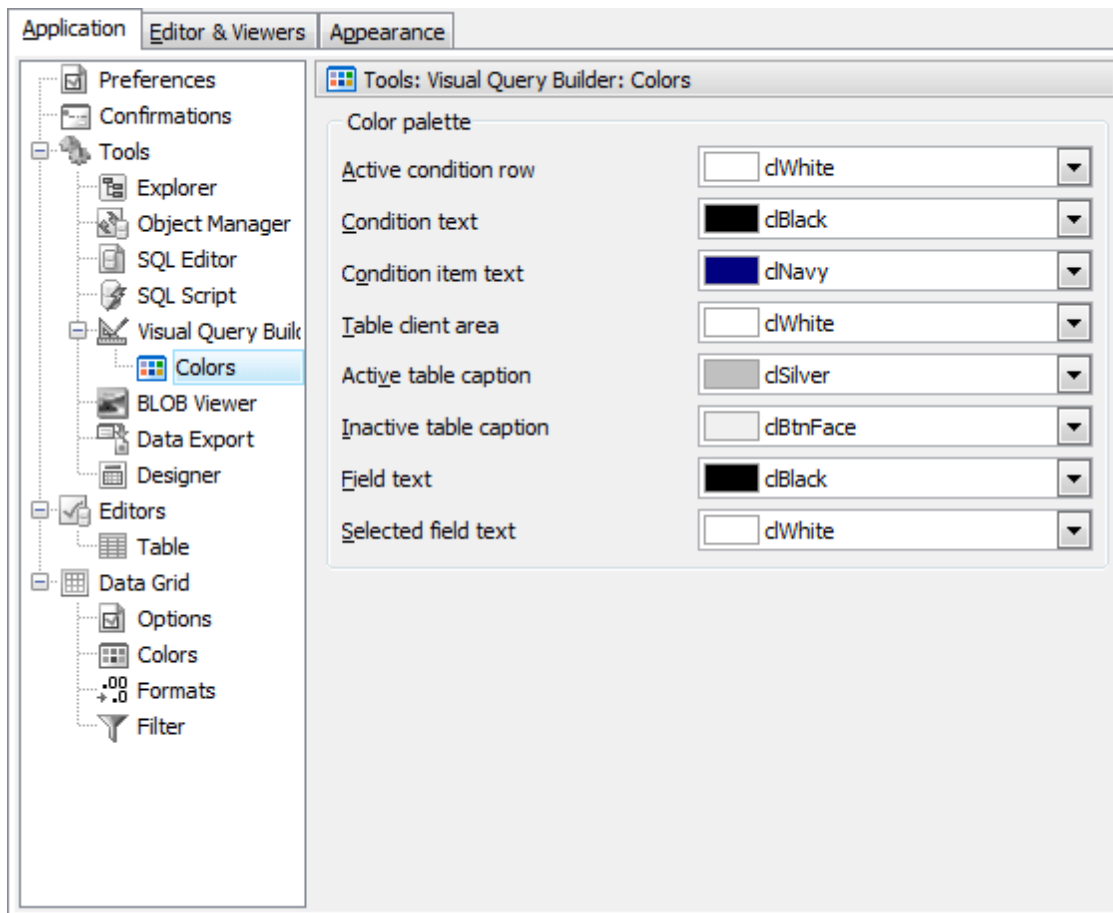 Application
Editor & Viewers
Appearance
Preferences
Confirmations
Tools
Explorer
Object Manager
SQL Editor
SQL Script
Visual Query Builc
Colors
BLOB Viewer
Data Export
Designer
Editors
Table
Data Grid
Options
Colors
Formats
Filter
Tools: Visual Query Builder: Colors
Color palette
Active condition row clWhite
Condition text clBlack
Condition item text clNavy
Table client area clWhite
Active table caption clSilver
Inactive table caption clBtnFace
Field text clBlack
Selected field text clWhite